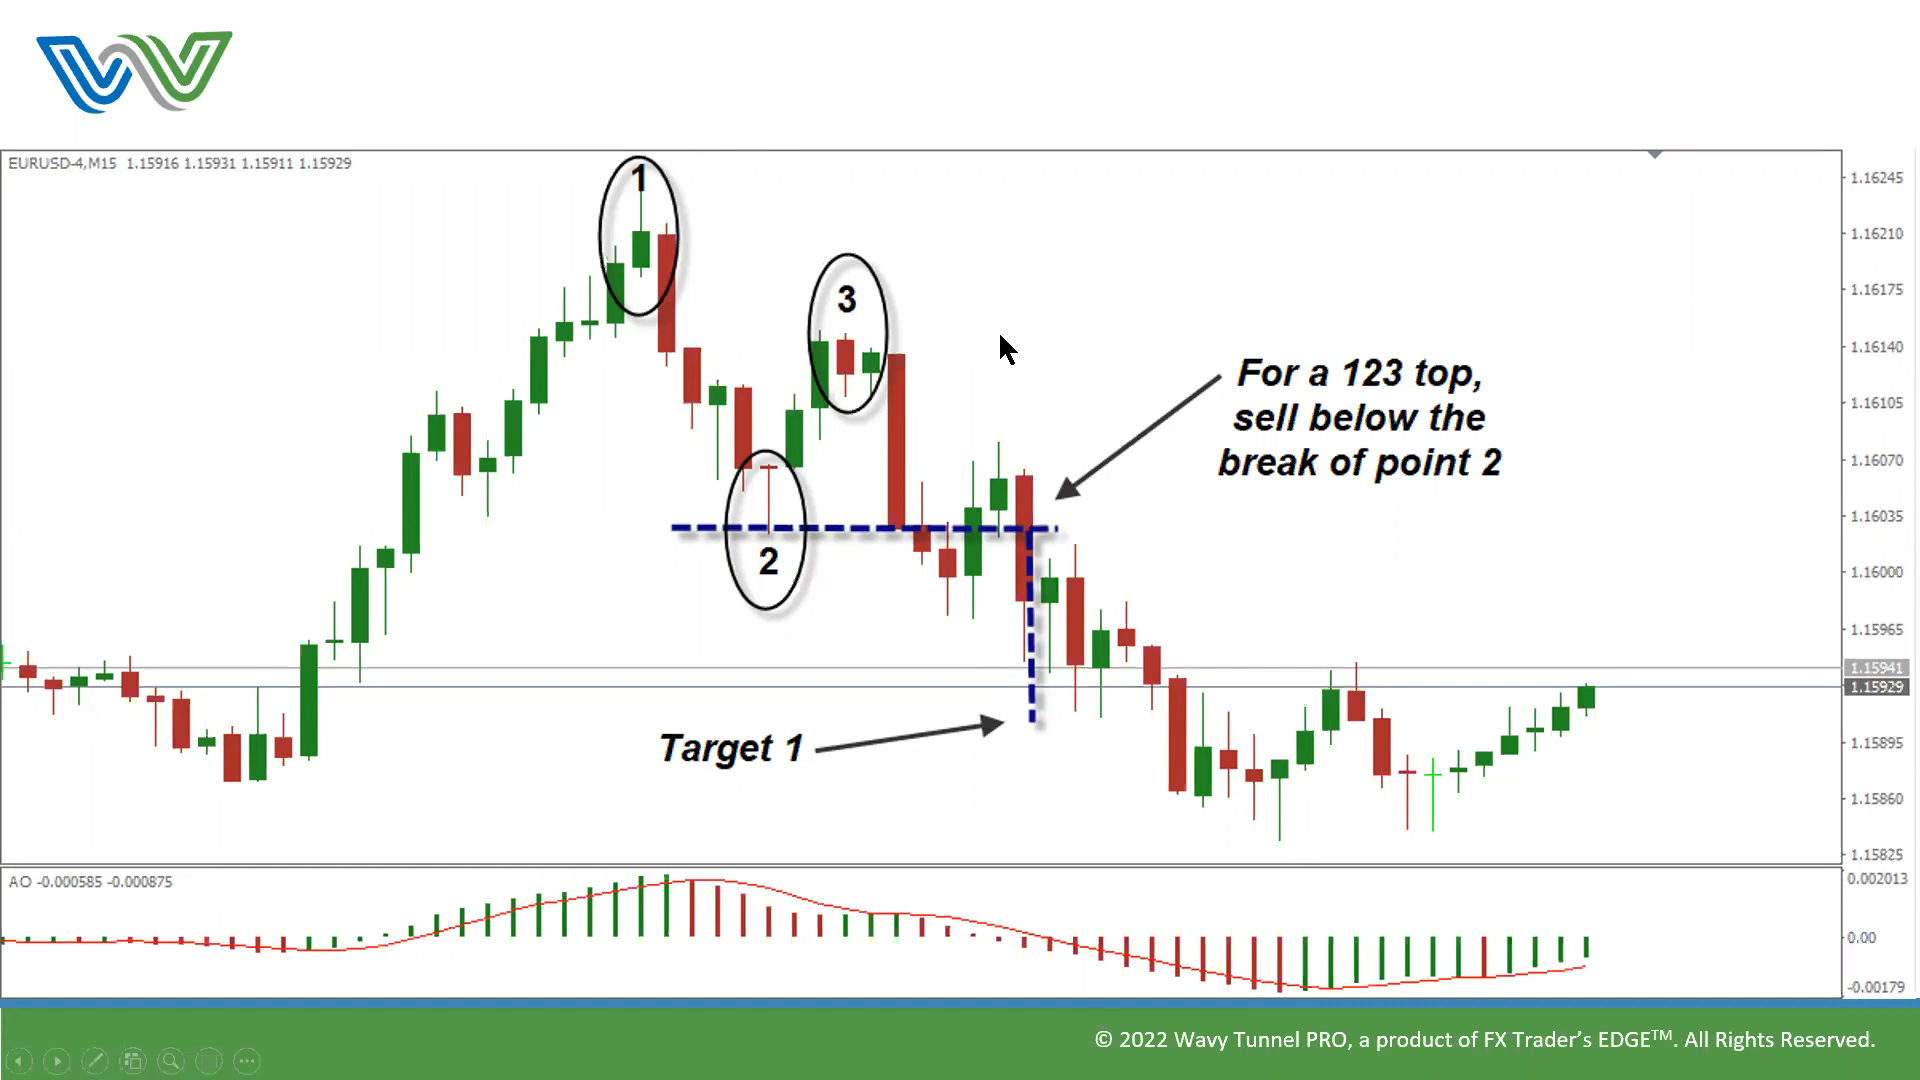 EURUSD-4,M15 1.15916 1.15931 1.15911 1.15929
1
3
2
For a 123 top,
sell below the
break of point 2
Target 1
1.16245
1.16210
1.16175
1.16140
1.16105
1.16070
1.16035
1.16000
1.15965
1.15941
1.15929
1.15895
1.15860
1.15825
AO -0.000585 -0.000875
0.002013
0.00
-0.00179
© 2022 Wavy Tunnel PRO, a product of FX Trader’s EDGE™. All Rights Reserved.